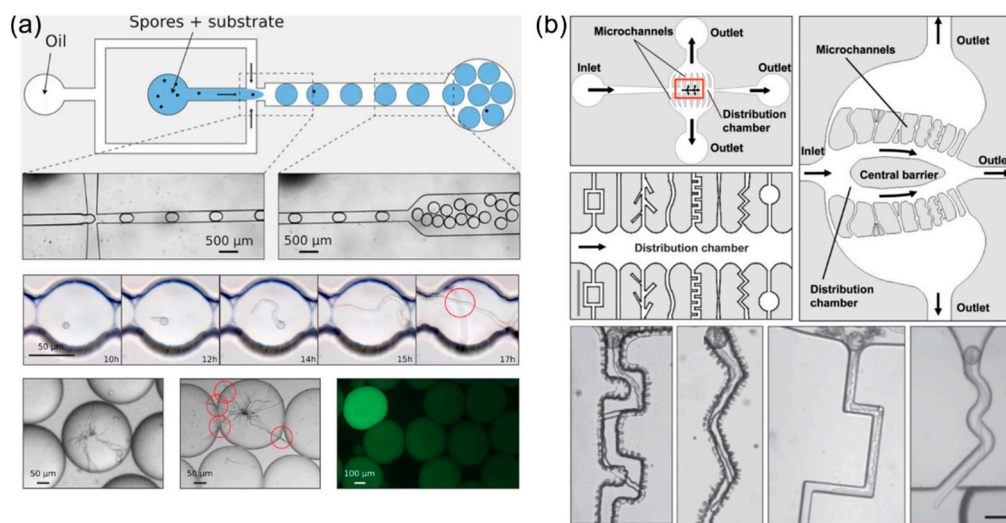 (a)
Spores + substrate
Oil
500 μm
500 μm
50 μm
10h
12h
14h
15h
17h
50 μm
50 μm
100 μm
(b)
Microchannels
Outlet
Inlet
Outlet
Distribution
chamber
Outlet
Distribution chamber
Outlet
Microchannels
Inlet
Outlet
Central barrier
Distribution
chamber
Outlet